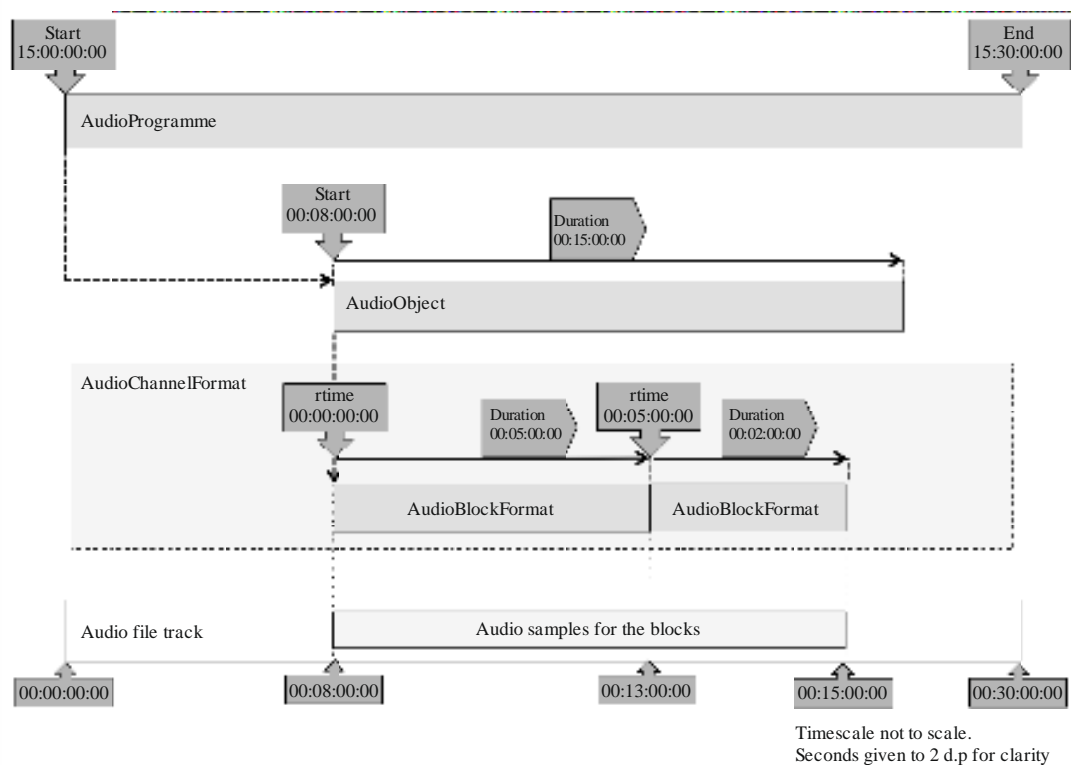 Start
15:00:00:00
End
15:30:00:00
AudioProgramme
Start
00:08:00:00
Duration
00:15:00:00
AudioObject
AudioChannelFormat
rtime
00:00:00:00
Duration
00:05:00:00
rtime
00:05:00:00
Duration
00:02:00:00
AudioBlockFormat
AudioBlockFormat
Audio file track
Audio samples for the blocks
00:00:00:00
00:08:00:00
00:13:00:00
00:15:00:00
00:30:00:00
Timescale not to scale.
Seconds given to 2 d.p for clarity